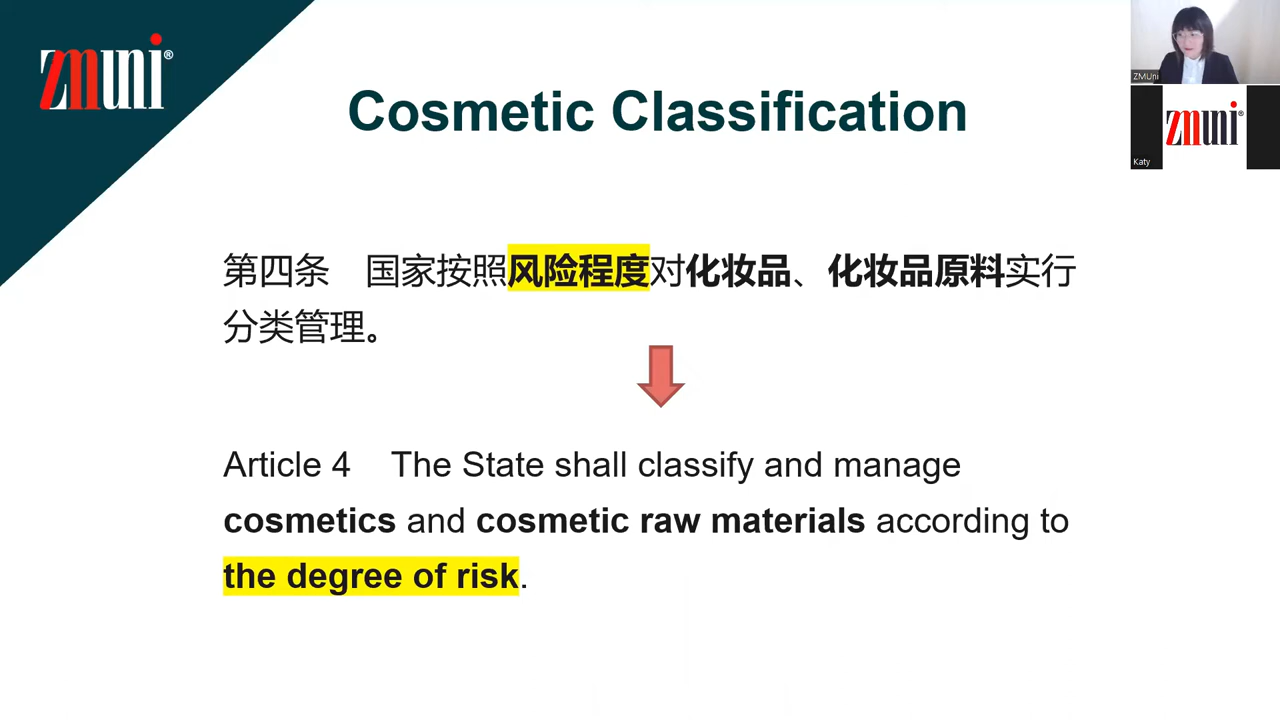 zmuni®
Cosmetic Classification
ZMUni
zmuni®
Katy
第四条 国家按照风险程度对化妆品、化妆品原料实行
分类管理。
Article 4 The State shall classify and manage
cosmetics and cosmetic raw materials according to
the degree of risk.